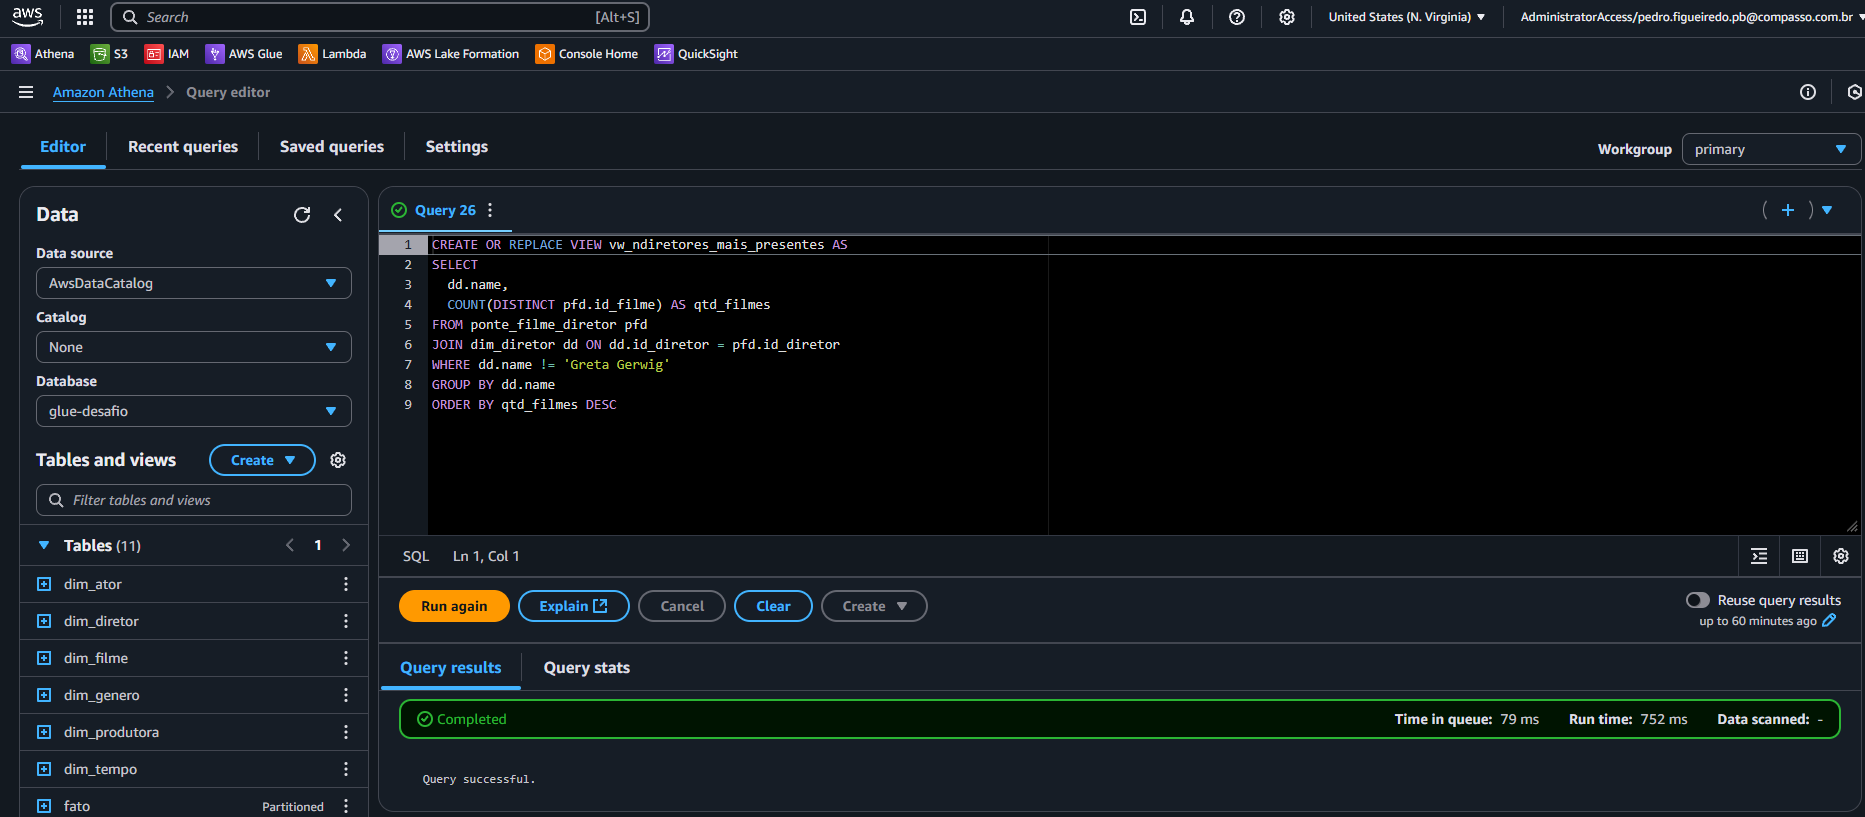 aws
Search [Alt+S]
United States (N. Virginia)
AdministratorAccess/pedro.figueiredo.pb@compasso.com.br
Athena S3 IAM AWS Glue Lambda AWS Lake Formation Console Home QuickSight
Amazon Athena Query editor
Editor Recent queries Saved queries Settings
Workgroup primary
Data
Data source
AwsDataCatalog
Catalog
None
Database
glue-desafio
Tables and views Create
Filter tables and views
Tables (11) 1
dim_ator
dim_diretor
dim_filme
dim_genero
dim_produtora
dim_tempo
fato Partitioned
Query 26
1 CREATE OR REPLACE VIEW vw_ndiretores_mais_presentes AS
2 SELECT
3 dd.name,
4 COUNT(DISTINCT pfd.id_filme) AS qtd_filmes
5 FROM ponte_filme_diretor pfd
6 JOIN dim_diretor dd ON dd.id_diretor = pfd.id_diretor
7 WHERE dd.name != 'Greta Gerwig'
8 GROUP BY dd.name
9 ORDER BY qtd_filmes DESC
SQL Ln 1, Col 1
Run again Explain Cancel Clear Create
Reuse query results
up to 60 minutes ago
Query results Query stats
Completed Time in queue: 79 ms Run time: 752 ms Data scanned: -
Query successful.